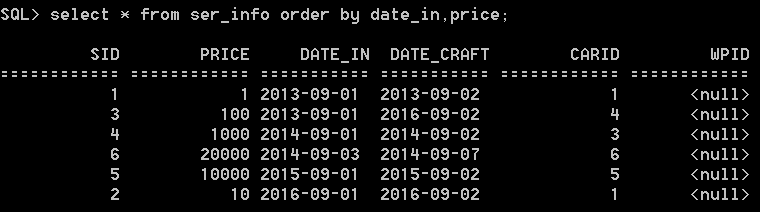 SQL> select * from ser_info order by date_in,price;
SID PRICE DATE_IN DATE_CRAFT CARID WPID
============ ============ =========== =========== ============ ============
1 1 2013-09-01 2013-09-02 1 <null>
3 100 2013-09-01 2016-09-02 4 <null>
4 1000 2014-09-01 2014-09-02 3 <null>
6 20000 2014-09-03 2014-09-07 6 <null>
5 10000 2015-09-01 2015-09-02 5 <null>
2 10 2016-09-01 2016-09-02 1 <null>